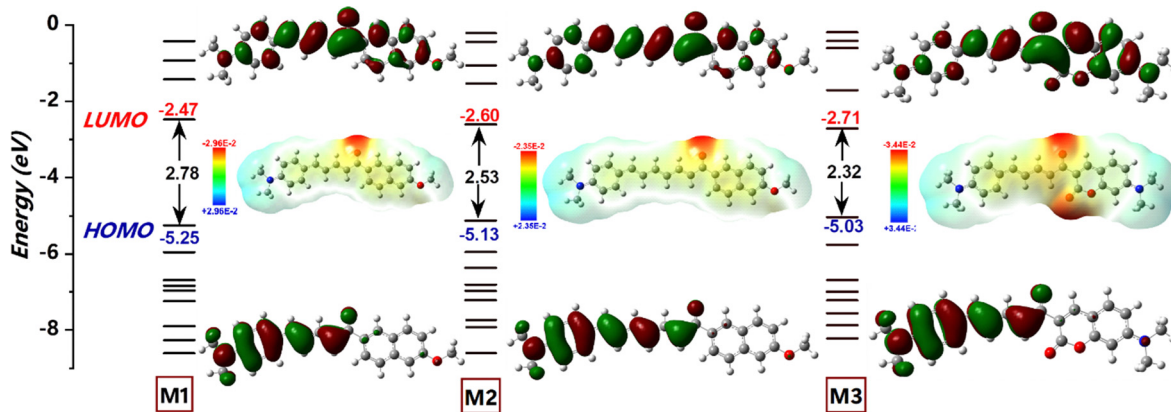 Energy (eV)
0
-2
-4
-6
-8
LUMO
HOMO
-2.47
2.78
-5.25
-2.96E-2
+2.96E-2
M1
-2.60
2.53
-5.13
-2.35E-2
+2.35E-2
M2
-2.71
2.32
-5.03
-3.44E-2
M3